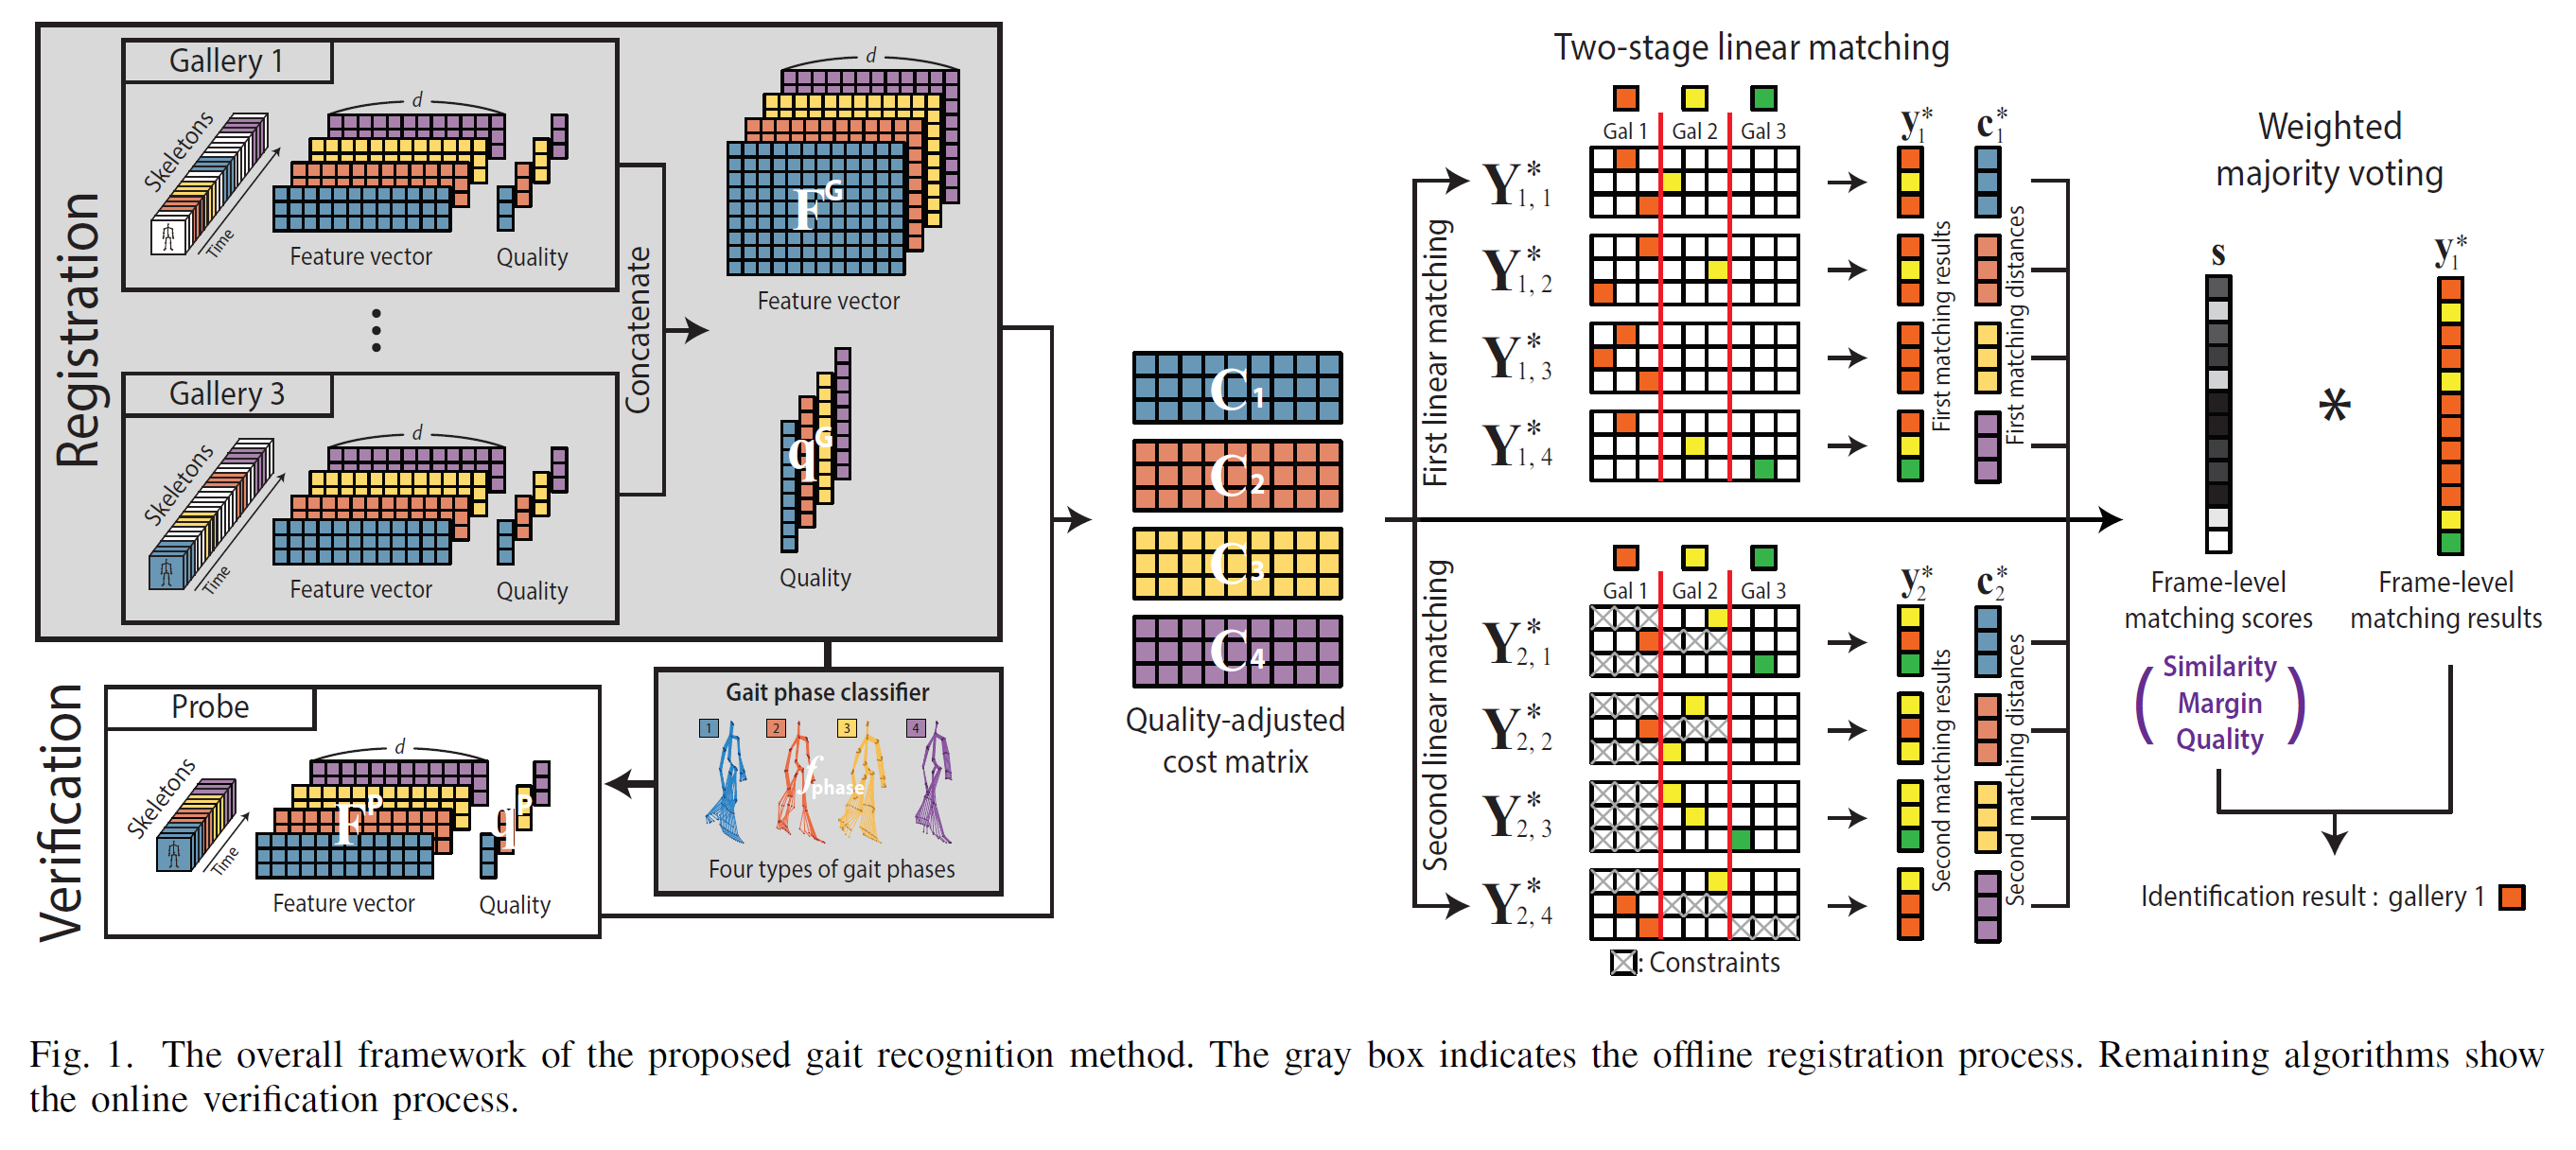 Registration
Gallery 1
Skeletons
Time
d
Feature vector
Quality
Gallery 3
Skeletons
Time
d
Feature vector
Quality
Concatenate
d
F^G
Feature vector
q^G
Quality
Verification
Probe
Skeletons
Time
d
F^P
Feature vector
q^P
Quality
Gait phase classifier
1 2 3 4
f_phase
Four types of gait phases
C_1
C_2
C_3
C_4
Quality-adjusted
cost matrix
Two-stage linear matching
First linear matching
Gal 1 Gal 2 Gal 3
Y*_{1, 1}
Y*_{1, 2}
Y*_{1, 3}
Y*_{1, 4}
y*_1
First matching results
c*_1
First matching distances
Second linear matching
Gal 1 Gal 2 Gal 3
Y*_{2, 1}
Y*_{2, 2}
Y*_{2, 3}
Y*_{2, 4}
: Constraints
y*_2
Second matching results
c*_2
Second matching distances
Weighted
majority voting
s
*
y*_1
Frame-level
matching scores
(Similarity
Margin
Quality)
Frame-level
matching results
Identification result : gallery 1
Fig. 1. The overall framework of the proposed gait recognition method. The gray box indicates the offline registration process. Remaining algorithms show
the online verification process.